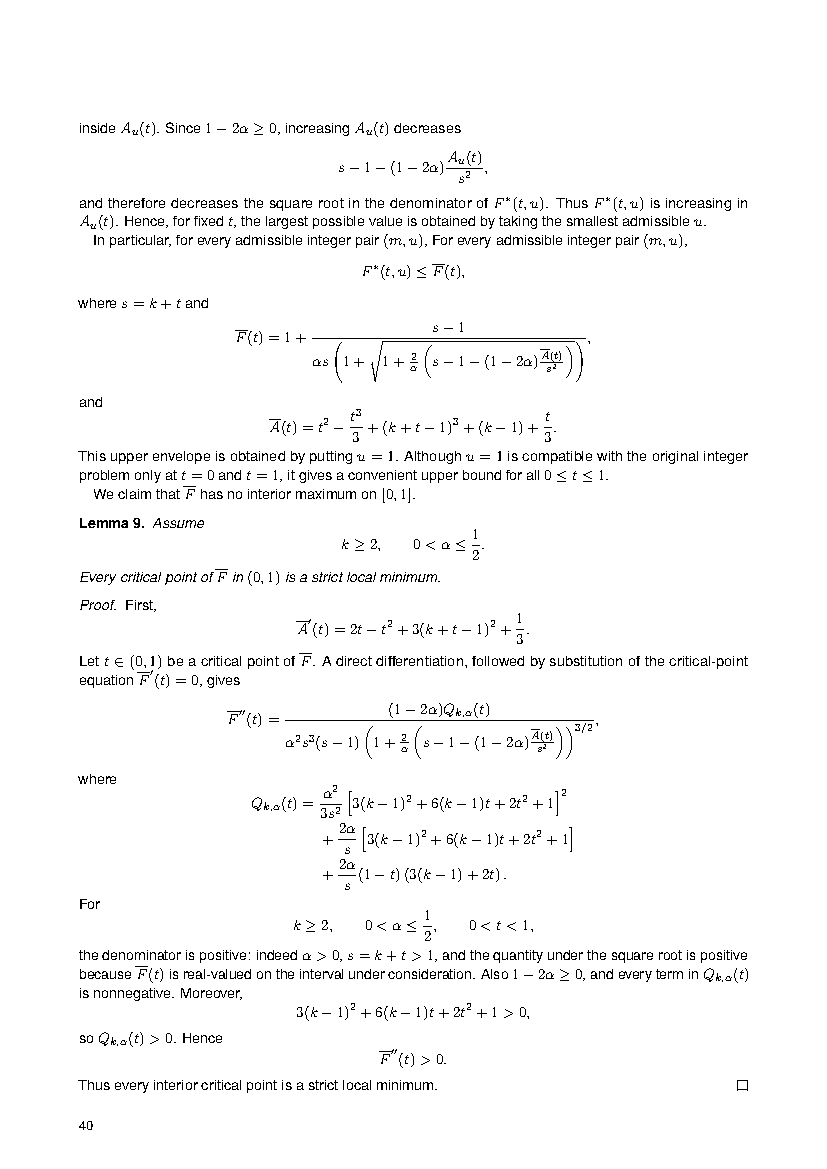 inside A_u(t). Since 1 − 2α ≥ 0, increasing A_u(t) decreases
s − 1 − (1 − 2α) A_u(t)/s²,
and therefore decreases the square root in the denominator of F*(t, u). Thus F*(t, u) is increasing in
A_u(t). Hence, for fixed t, the largest possible value is obtained by taking the smallest admissible u.
In particular, for every admissible integer pair (m, u), For every admissible integer pair (m, u),
F*(t, u) ≤ F̅(t),
where s = k + t and
F̅(t) = 1 + (s − 1) / (αs (1 + √(1 + (2/α) (s − 1 − (1 − 2α) A̅(t)/s²)))),
and
A̅(t) = t² − t³/3 + (k + t − 1)³ + (k − 1) + t/3.
This upper envelope is obtained by putting u = 1. Although u = 1 is compatible with the original integer
problem only at t = 0 and t = 1, it gives a convenient upper bound for all 0 ≤ t ≤ 1.
We claim that F̅ has no interior maximum on [0, 1].
Lemma 9. Assume
k ≥ 2, 0 < α ≤ 1/2.
Every critical point of F̅ in (0, 1) is a strict local minimum.
Proof. First,
A̅′(t) = 2t − t² + 3(k + t − 1)² + 1/3.
Let t ∈ (0, 1) be a critical point of F̅. A direct differentiation, followed by substitution of the critical-point
equation F̅′(t) = 0, gives
F̅″(t) = (1 − 2α)Q_{k,α}(t) / (α²s³(s − 1) (1 + (2/α) (s − 1 − (1 − 2α) A̅(t)/s²))^{3/2}),
where
Q_{k,α}(t) = α²/(3s²) [3(k − 1)² + 6(k − 1)t + 2t² + 1]²
+ 2α/s [3(k − 1)² + 6(k − 1)t + 2t² + 1]
+ 2α/s (1 − t) (3(k − 1) + 2t).
For
k ≥ 2, 0 < α ≤ 1/2, 0 < t < 1,
the denominator is positive: indeed α > 0, s = k + t > 1, and the quantity under the square root is positive
because F̅(t) is real-valued on the interval under consideration. Also 1 − 2α ≥ 0, and every term in Q_{k,α}(t)
is nonnegative. Moreover,
3(k − 1)² + 6(k − 1)t + 2t² + 1 > 0,
so Q_{k,α}(t) > 0. Hence
F̅″(t) > 0.
Thus every interior critical point is a strict local minimum. □
40